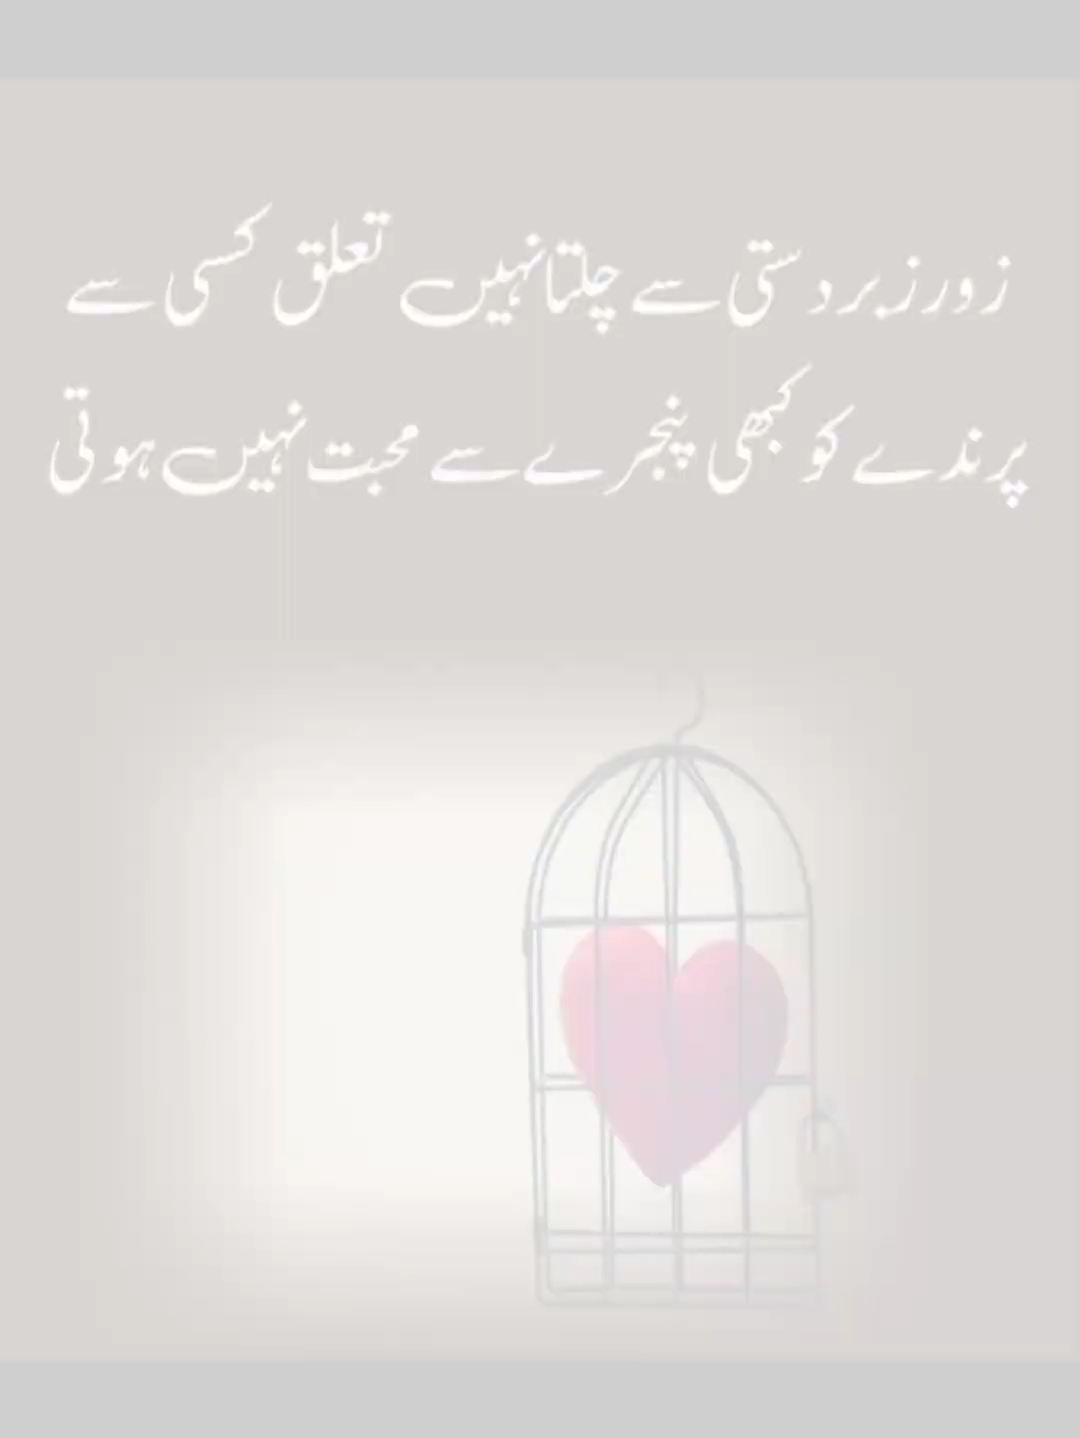 زور زبردستی سے چلتا نہیں تعلق کسی سے
پرندے کو کبھی پنجرے سے محبت نہیں ہوتی